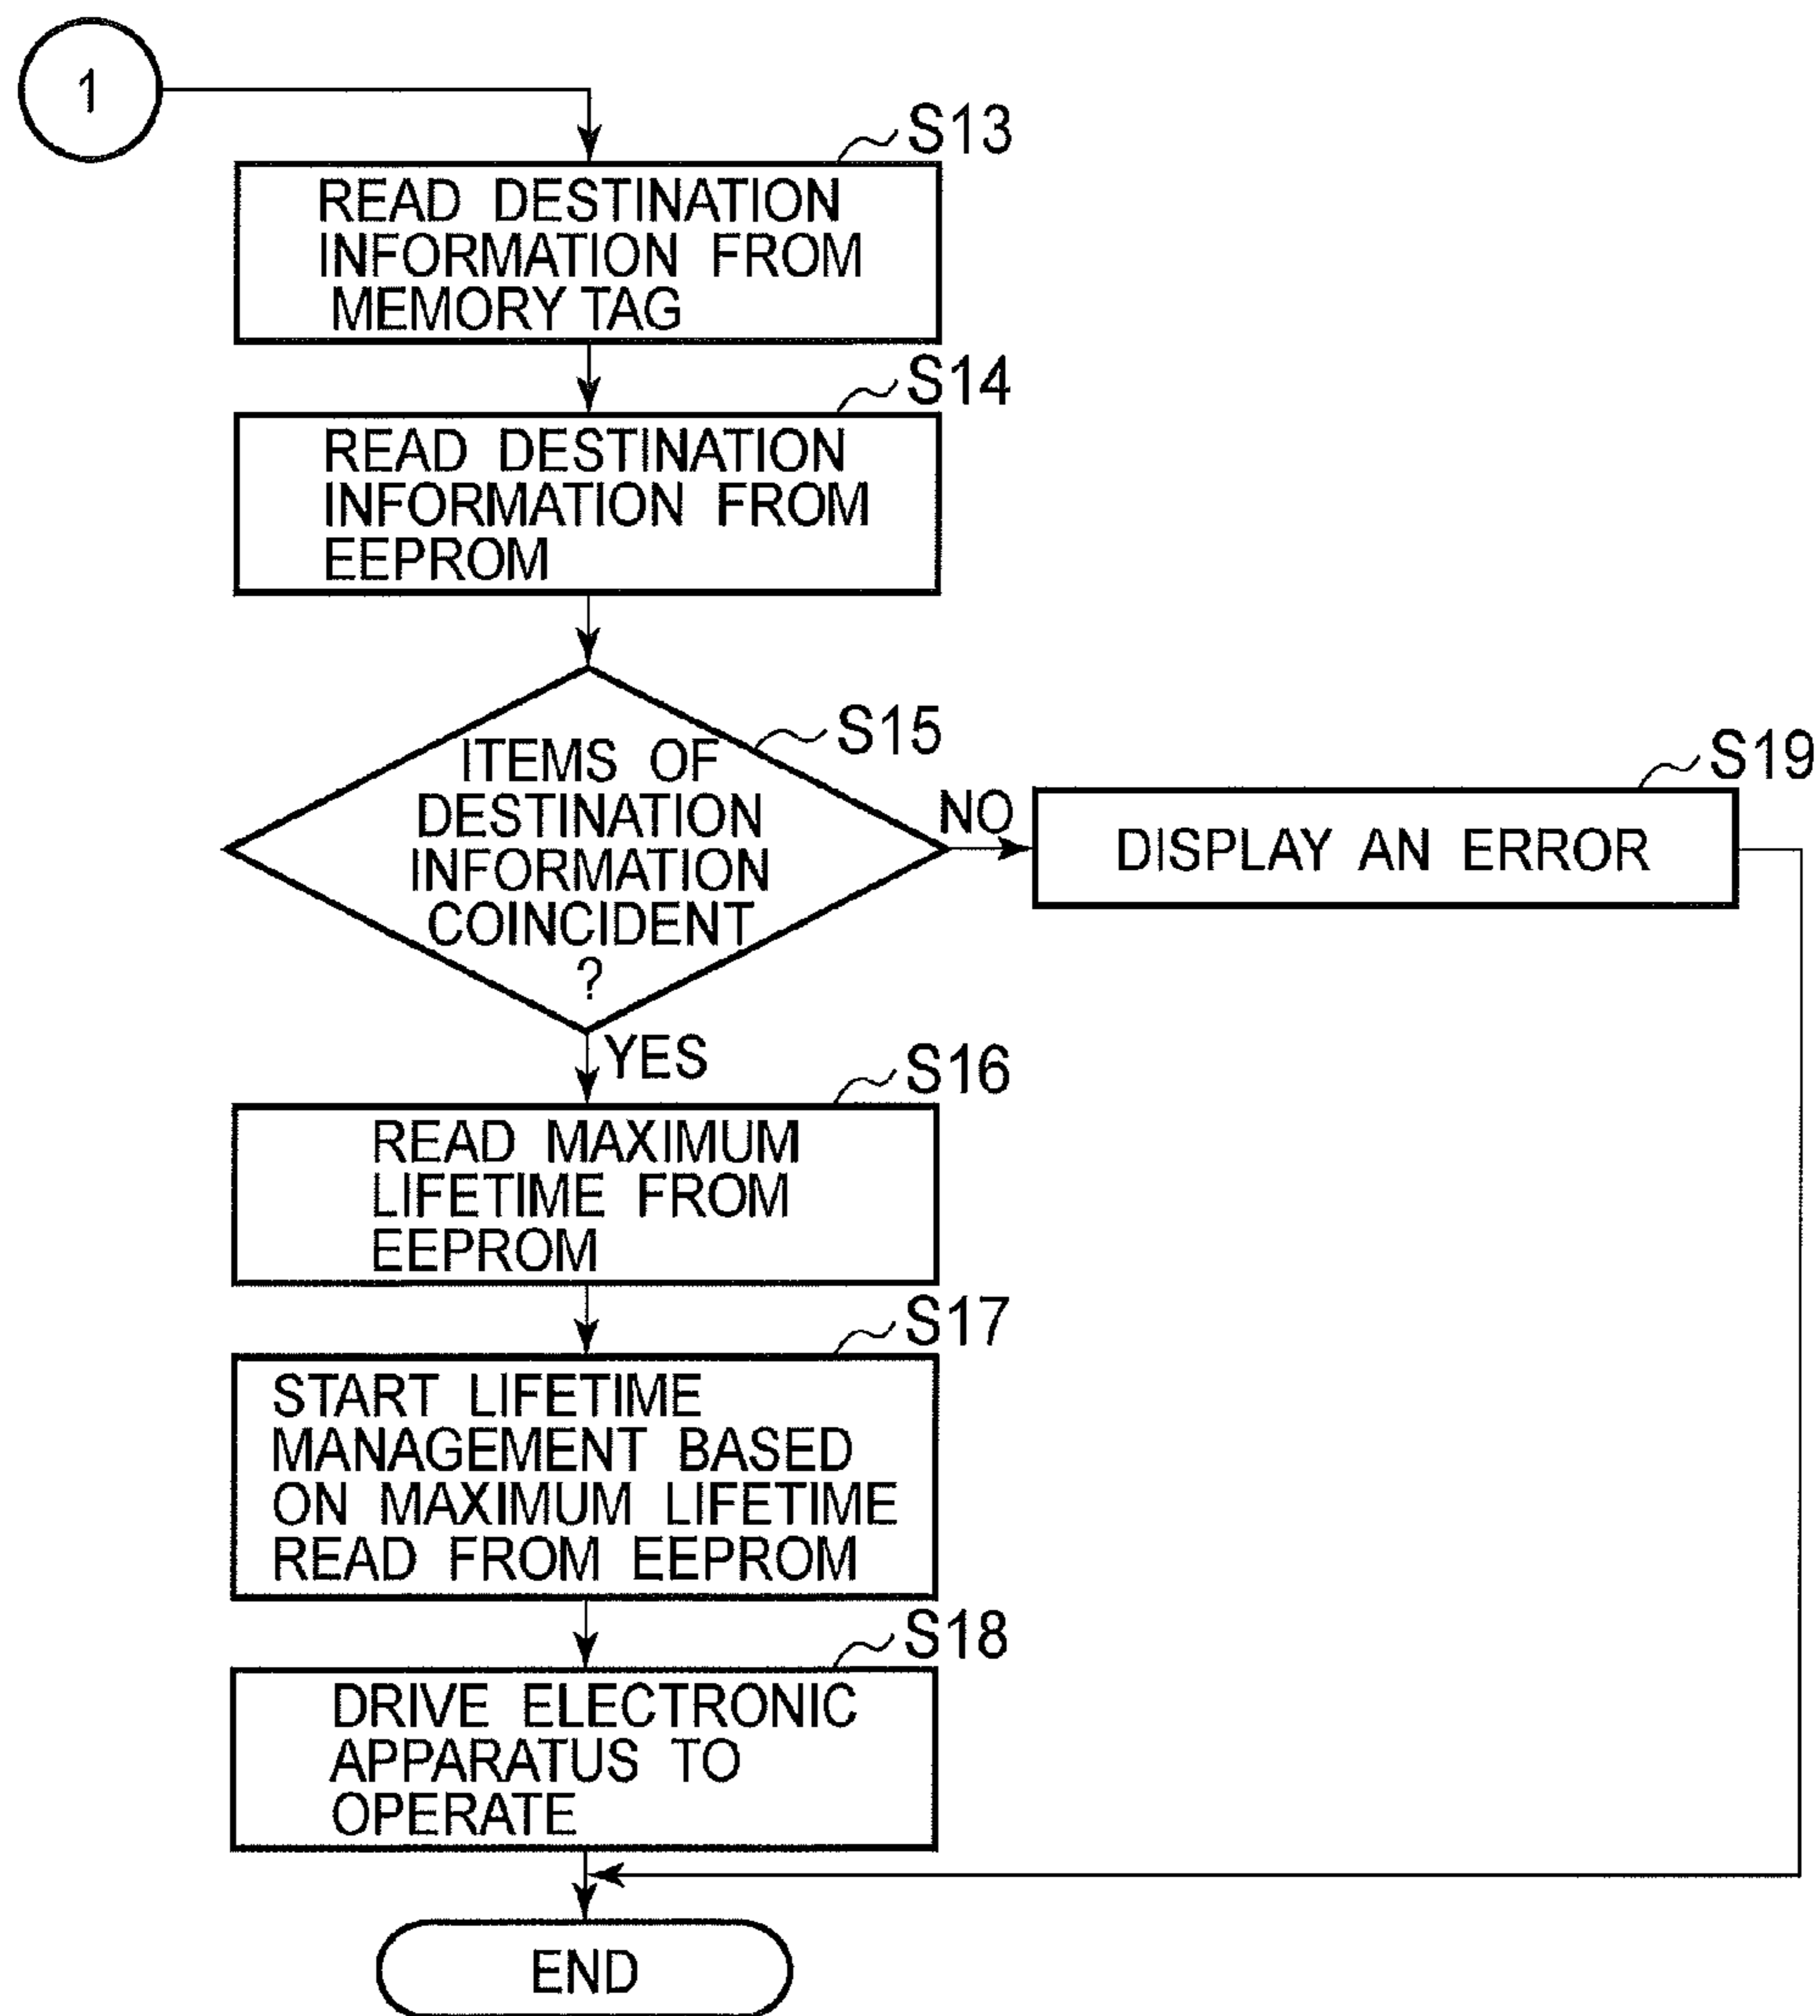 1
S13
READ DESTINATION
INFORMATION FROM
MEMORY TAG
S14
READ DESTINATION
INFORMATION FROM
EEPROM
S15
ITEMS OF
DESTINATION
INFORMATION
COINCIDENT
?
NO
S19
DISPLAY AN ERROR
YES
S16
READ MAXIMUM
LIFETIME FROM
EEPROM
S17
START LIFETIME
MANAGEMENT BASED
ON MAXIMUM LIFETIME
READ FROM EEPROM
S18
DRIVE ELECTRONIC
APPARATUS TO
OPERATE
END